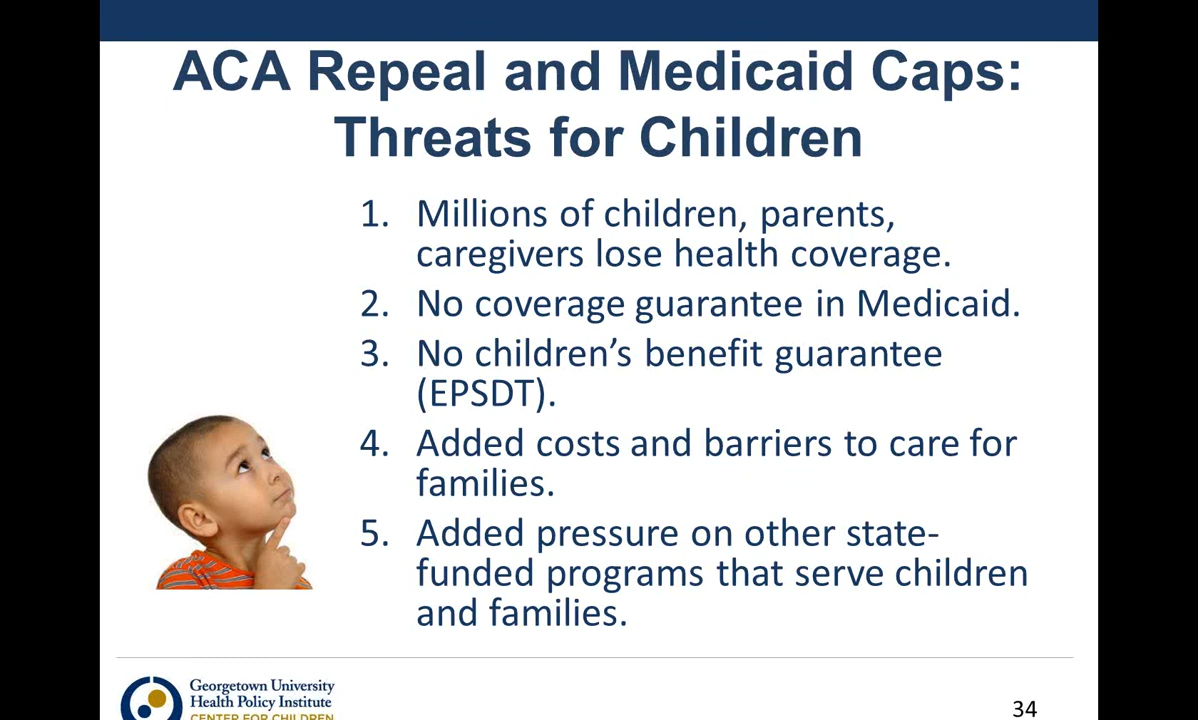 ACA Repeal and Medicaid Caps:
Threats for Children
1. Millions of children, parents,
caregivers lose health coverage.
2. No coverage guarantee in Medicaid.
3. No children’s benefit guarantee
(EPSDT).
4. Added costs and barriers to care for
families.
5. Added pressure on other state-
funded programs that serve children
and families.
Georgetown University
Health Policy Institute
CENTER FOR CHILDREN
34